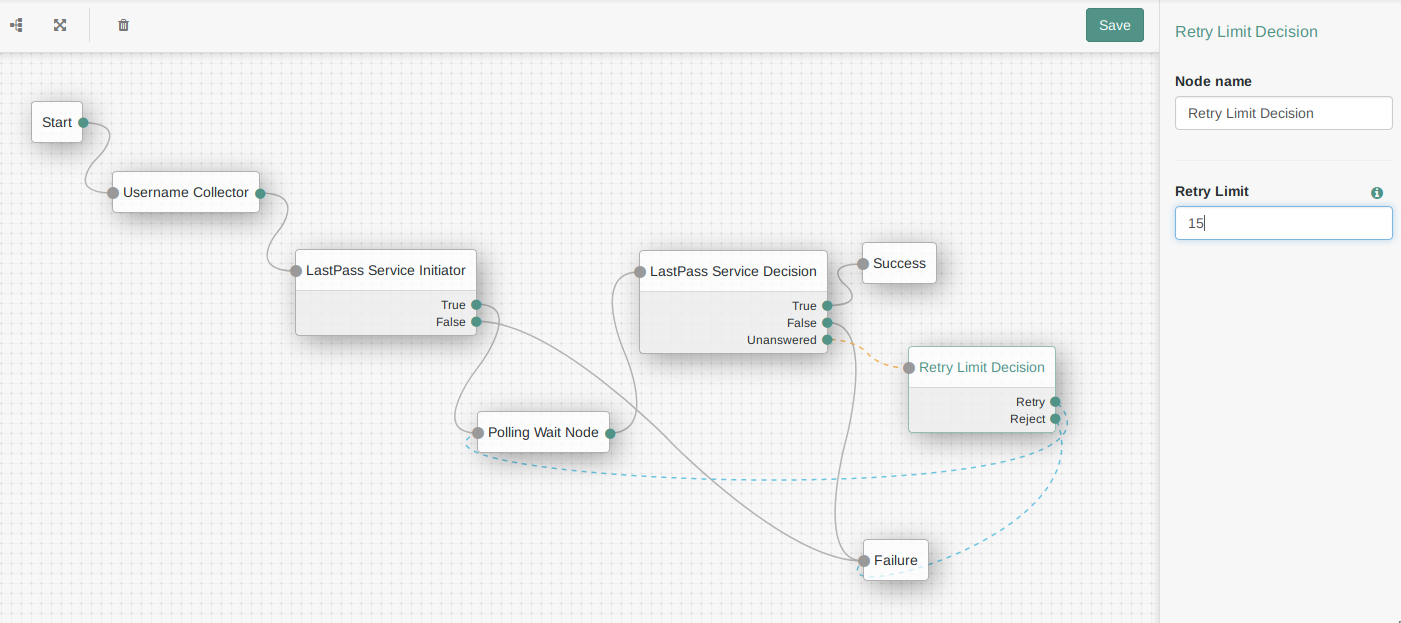 Save
Start
Username Collector
LastPass Service Initiator
True
False
Polling Wait Node
LastPass Service Decision
True
False
Unanswered
Success
Retry Limit Decision
Retry
Reject
Failure
Retry Limit Decision
Node name
Retry Limit Decision
Retry Limit
15